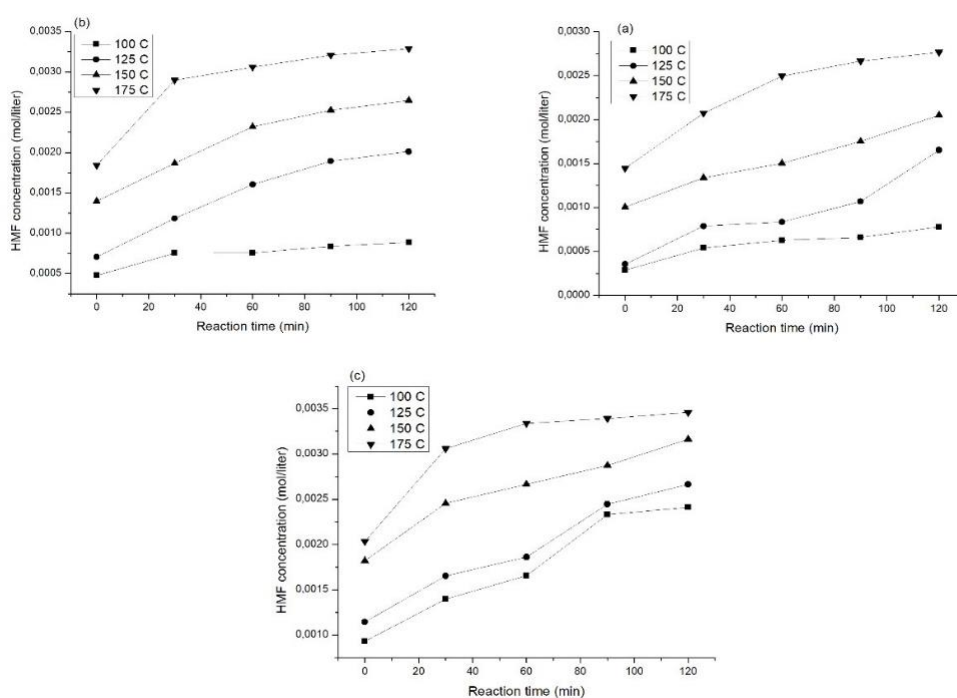 (b)
0,0035
0,0030
0,0025
0,0020
0,0015
0,0010
0,0005
HMF concentration (mol/liter)
100 C
125 C
150 C
175 C
0 20 40 60 80 100 120
Reaction time (min)
(a)
0,0030
0,0025
0,0020
0,0015
0,0010
0,0005
0,0000
HMF concentration (mol/liter)
100 C
125 C
150 C
175 C
0 20 40 60 80 100 120
Reaction time (min)
(c)
0,0035
0,0030
0,0025
0,0020
0,0015
0,0010
HMF concentration (mol/liter)
100 C
125 C
150 C
175 C
0 20 40 60 80 100 120
Reaction time (min)